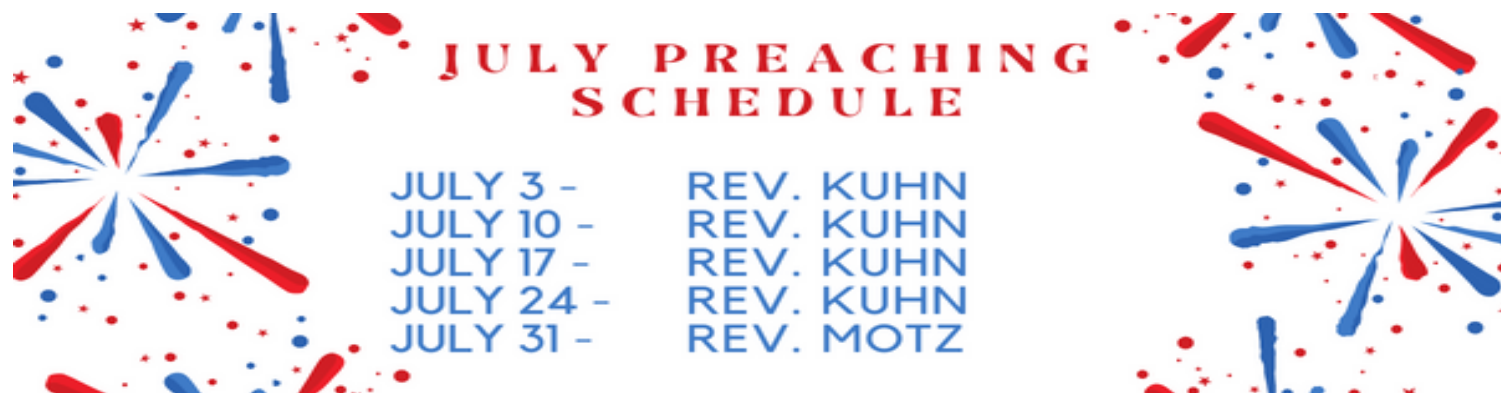 JULY PREACHING
SCHEDULE
JULY 3 - REV. KUHN
JULY 10 - REV. KUHN
JULY 17 - REV. KUHN
JULY 24 - REV. KUHN
JULY 31 - REV. MOTZ